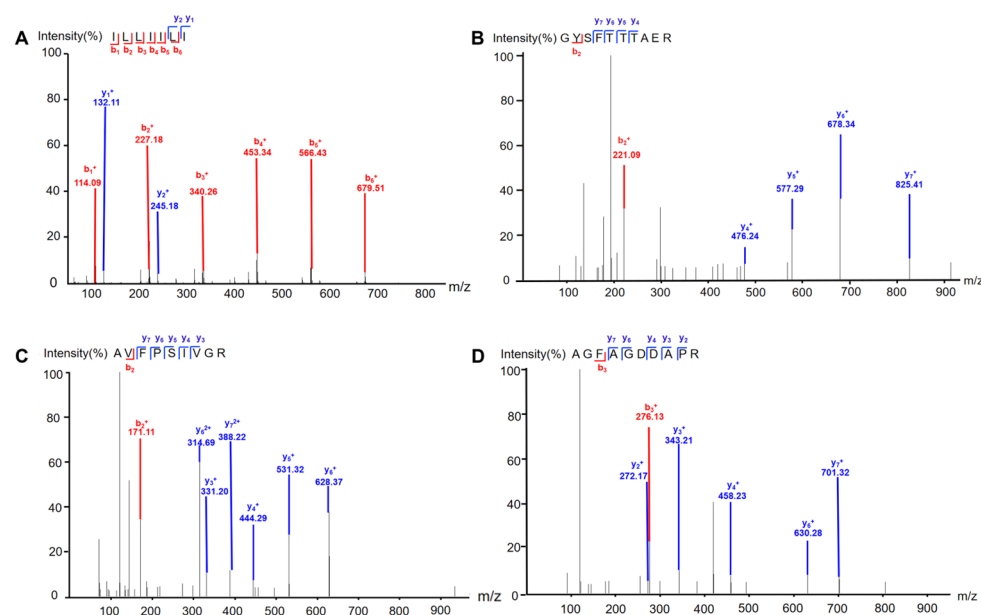 A
y₂ y₁
Intensity(%) I L L I I L I
b₁ b₂ b₃ b₄ b₅ b₆
100
80
60
40
20
0
y₁⁺
132.11
b₁⁺
114.09
b₂⁺
227.18
y₂⁺
245.18
b₃⁺
340.26
b₄⁺
453.34
b₅⁺
566.43
b₆⁺
679.51
100 200 300 400 500 600 700 800
m/z
B
y₇ y₆ y₅ y₄
Intensity(%) G Y S F T T T A E R
b₂
100
80
60
40
20
0
b₂⁺
221.09
y₄⁺
476.24
y₅⁺
577.29
y₆⁺
678.34
y₇⁺
825.41
100 200 300 400 500 600 700 800 900
m/z
C
y₇ y₆ y₅ y₄ y₃
Intensity(%) A V F P S I V G R
b₂
100
80
60
40
20
0
b₂⁺
171.11
y₆²⁺
314.69
y₃⁺
331.20
y₇²⁺
388.22
y₄⁺
444.29
y₅⁺
531.32
y₆⁺
628.37
100 200 300 400 500 600 700 800 900
m/z
D
y₇ y₆ y₄ y₃ y₂
Intensity(%) A G F A G D D A P R
b₃
100
80
60
40
20
0
y₂⁺
272.17
b₃⁺
276.13
y₃⁺
343.21
y₄⁺
458.23
y₆⁺
630.28
y₇⁺
701.32
100 200 300 400 500 600 700 800 900
m/z